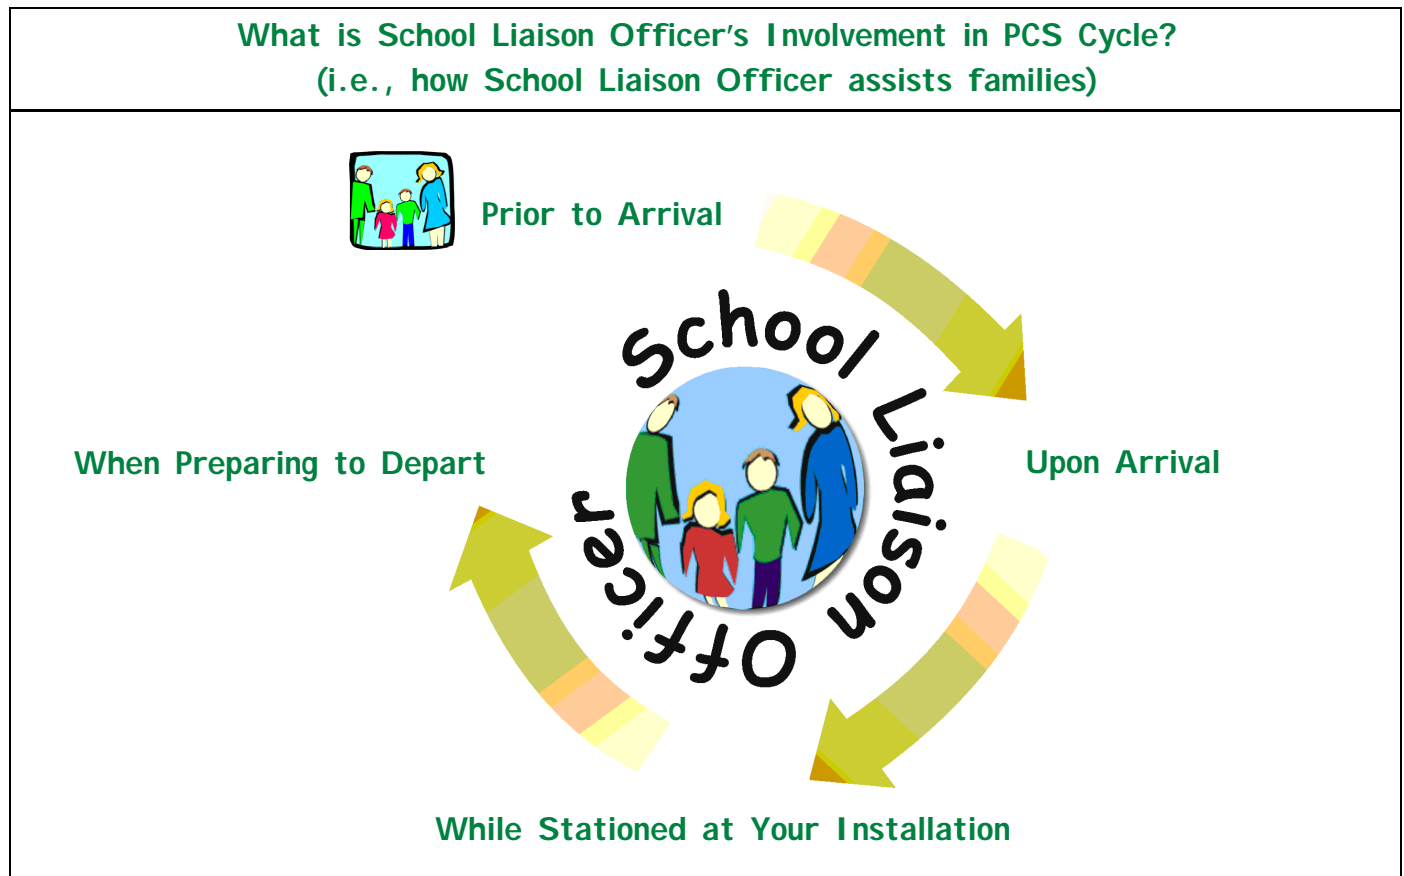 What is School Liaison Officer's Involvement in PCS Cycle?
(i.e., how School Liaison Officer assists families)
Prior to Arrival
School Liaison Officer
When Preparing to Depart
Upon Arrival
While Stationed at Your Installation